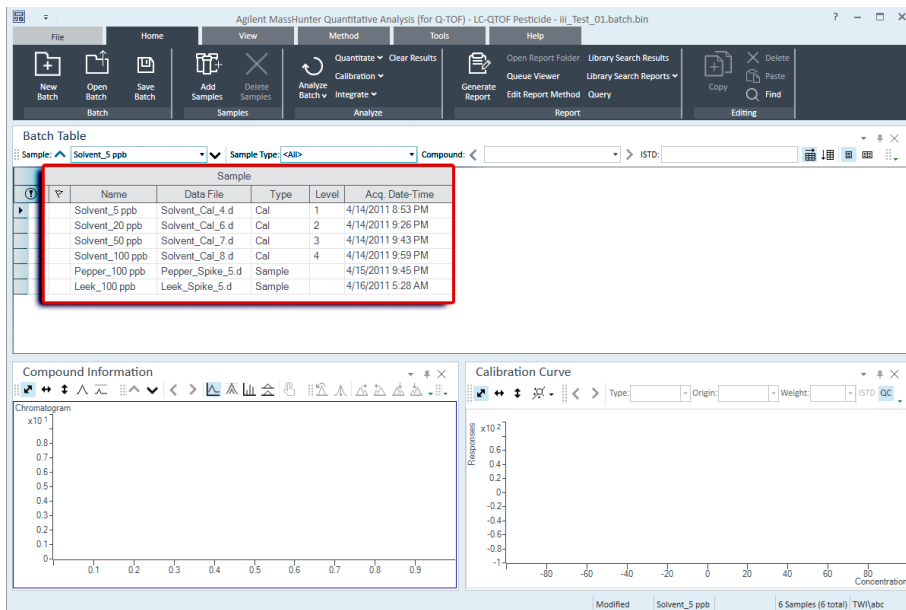 Agilent MassHunter Quantitative Analysis (for Q-TOF) - LC-QTOF Pesticide - iii_Test_01.batch.bin
File Home View Method Tools Help
New Batch
Open Batch
Save Batch
Batch
Add Samples
Delete Samples
Samples
Analyze Batch
Quantitate Clear Results
Calibration
Integrate
Analyze
Generate Report
Open Report Folder Library Search Results
Queue Viewer Library Search Reports
Edit Report Method Query
Report
Copy
Delete
Paste
Find
Editing
Batch Table
Sample: Solvent_5 ppb Sample Type: <All> Compound: ISTD:
Sample
Name Data File Type Level Acq. Date-Time
Solvent_5 ppb Solvent_Cal_4.d Cal 1 4/14/2011 8:53 PM
Solvent_20 ppb Solvent_Cal_6.d Cal 2 4/14/2011 9:26 PM
Solvent_50 ppb Solvent_Cal_7.d Cal 3 4/14/2011 9:43 PM
Solvent_100 ppb Solvent_Cal_8.d Cal 4 4/14/2011 9:59 PM
Pepper_100 ppb Pepper_Spike_5.d Sample 4/15/2011 9:45 PM
Leek_100 ppb Leek_Spike_5.d Sample 4/16/2011 5:28 AM
Compound Information
Chromatogram
x10 1
0.8
0.7
0.6
0.5
0.4
0.3
0.2
0.1
0
0.1 0.2 0.3 0.4 0.5 0.6 0.7 0.8 0.9
Calibration Curve
Type: Origin: Weight: ISTD QC
Responses
x10 2
0.6
0.4
0.2
0
-0.2
-0.4
-0.6
-0.8
-1
-80 -60 -40 -20 0 20 40 60 80
Concentration
Modified Solvent_5 ppb 6 Samples (6 total) TWI\abc